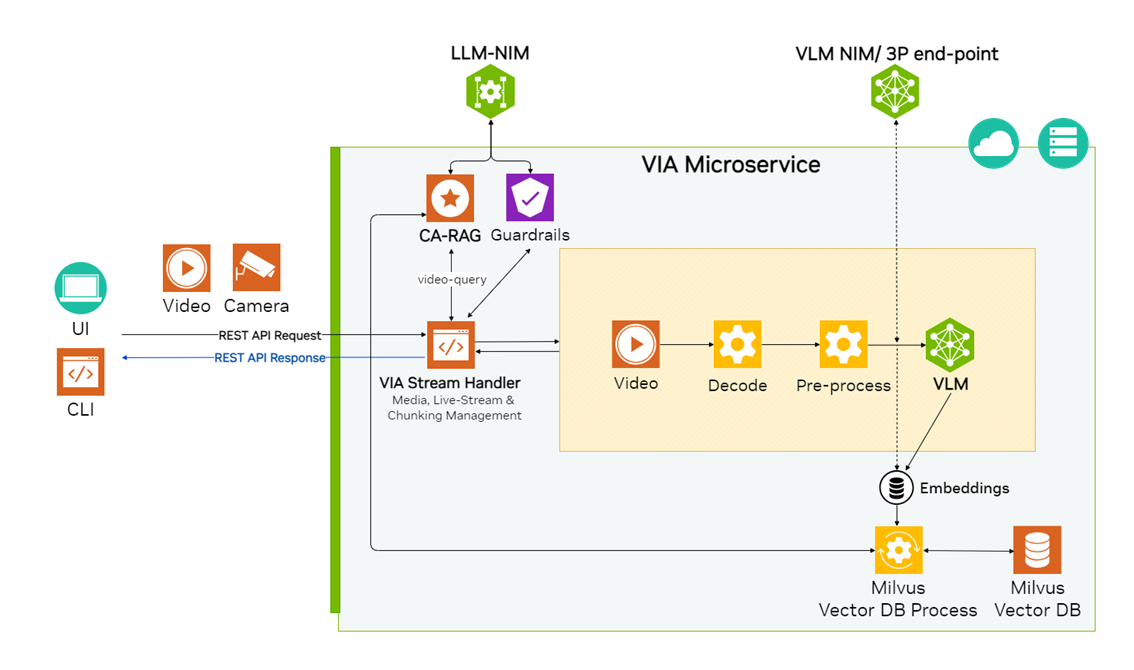 LLM-NIM
VLM NIM/ 3P end-point
VIA Microservice
CA-RAG
Guardrails
video-query
Video
Camera
UI
REST API Request
REST API Response
CLI
VIA Stream Handler
Media, Live-Stream &
Chunking Management
Video
Decode
Pre-process
VLM
Embeddings
Milvus
Vector DB Process
Milvus
Vector DB